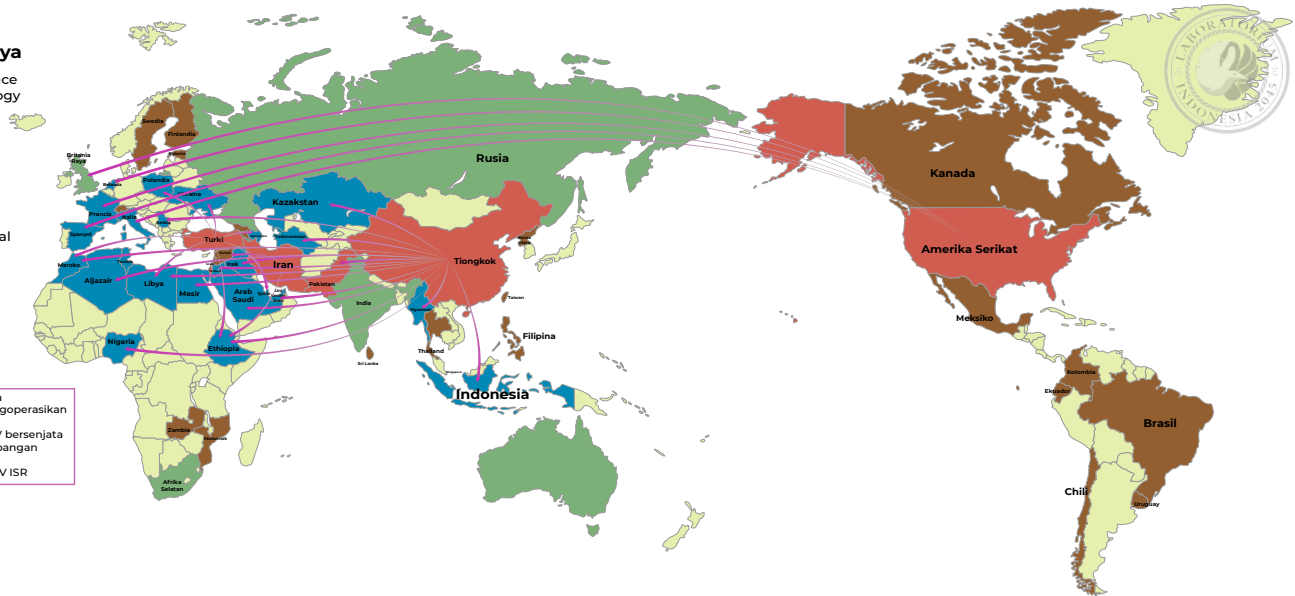 ya
ce
ogy
al
goperasikan
V bersenjata
pangan
V ISR
LABORATORIUM
INDONESIA 2045
Swedia
Finlandia
Britania
Raya
Polandia
Prancis
Italia
Spanyol
Rusia
Kazakstan
Turki
Iran
Irak
Tiongkok
Maroko
Aljazair
Libya
Mesir
Arab
Saudi
Pakistan
India
Taiwan
Nigeria
Ethiopia
Thailand
Filipina
Sri Lanka
Indonesia
Zambia
Afrika
Selatan
Kanada
Amerika Serikat
Meksiko
Kolombia
Ekuador
Brasil
Chili
Uruguay